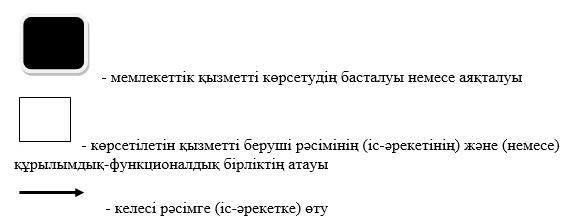 - мемлекеттік қызметті көрсетудің басталуы немесе аяқталуы
- көрсетілетін қызметті беруші рәсімінің (іс-әрекетінің) және (немесе)
құрылымдық-функционалдық бірліктің атауы
- келесі рәсімге (іс-әрекетке) өту